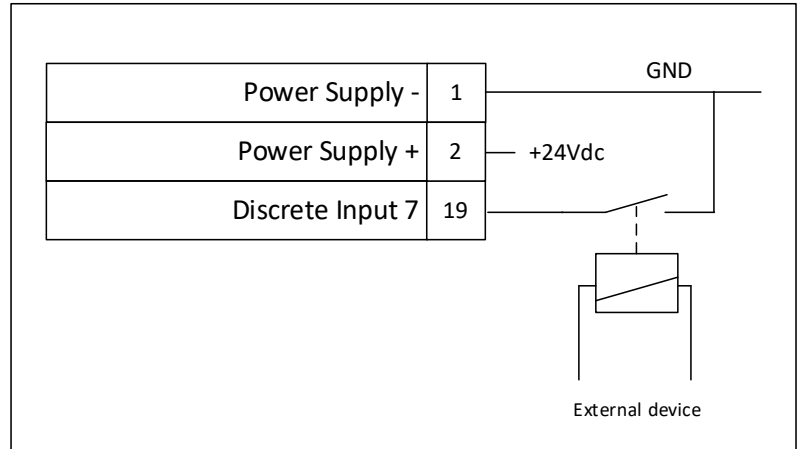 GND
Power Supply - 1
Power Supply + 2 +24Vdc
Discrete Input 7 19
External device